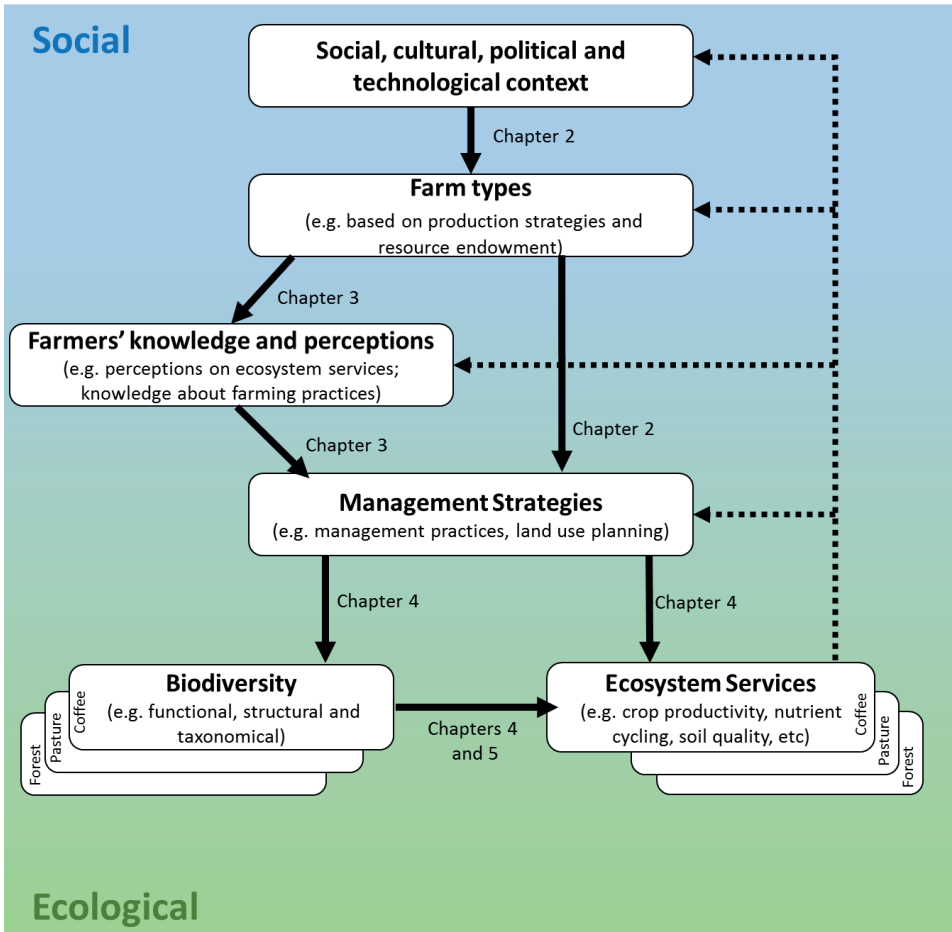 Social
Social, cultural, political and
technological context
Chapter 2
Farm types
(e.g. based on production strategies and
resource endowment)
Chapter 3
Farmers’ knowledge and perceptions
(e.g. perceptions on ecosystem services;
knowledge about farming practices)
Chapter 3
Chapter 2
Management Strategies
(e.g. management practices, land use planning)
Chapter 4
Chapter 4
Biodiversity
(e.g. functional, structural and
taxonomical)
Coffee
Pasture
Forest
Chapters 4
and 5
Ecosystem Services
(e.g. crop productivity, nutrient
cycling, soil quality, etc)
Coffee
Pasture
Forest
Ecological